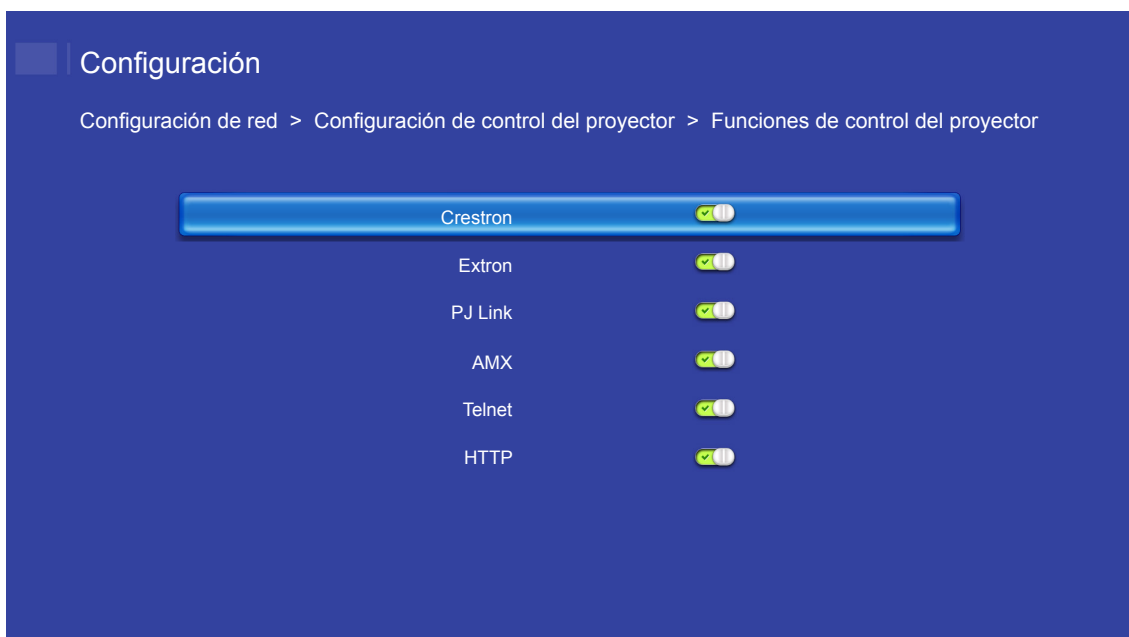 Configuración
Configuración de red > Configuración de control del proyector > Funciones de control del proyector
Crestron
Extron
PJ Link
AMX
Telnet
HTTP